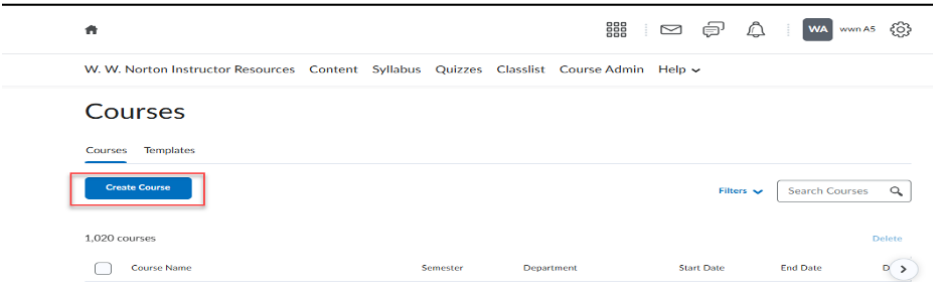 WA wwn A5
W. W. Norton Instructor Resources Content Syllabus Quizzes Classlist Course Admin Help
Courses
Courses Templates
Create Course
Filters Search Courses
1,020 courses Delete
Course Name Semester Department Start Date End Date D